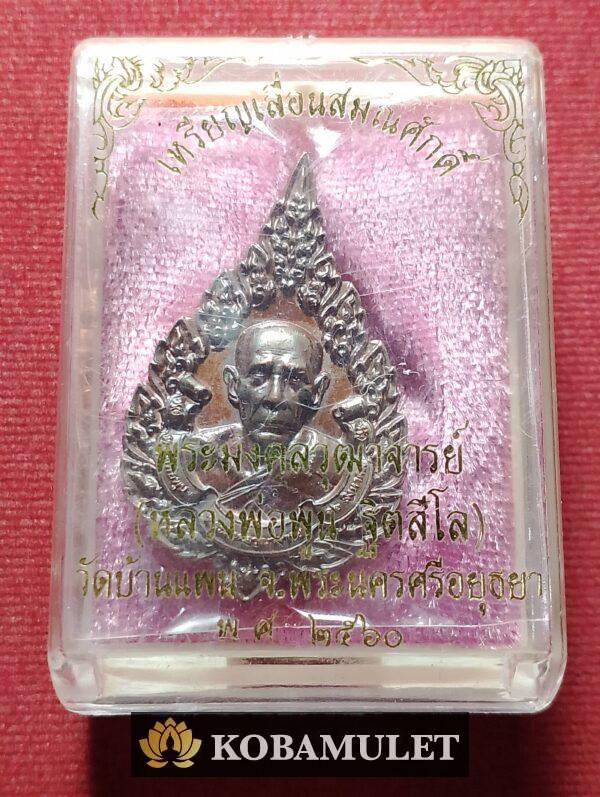 เหรียญเลื่อนสมณศักดิ์
พระมงคลวุฒาจารย์
(หลวงพ่อพูน ฐิตสีโล)
วัดบ้านแพน จ.พระนครศรีอยุธยา
พ ศ ๒๕๖๐
KOBAMULET